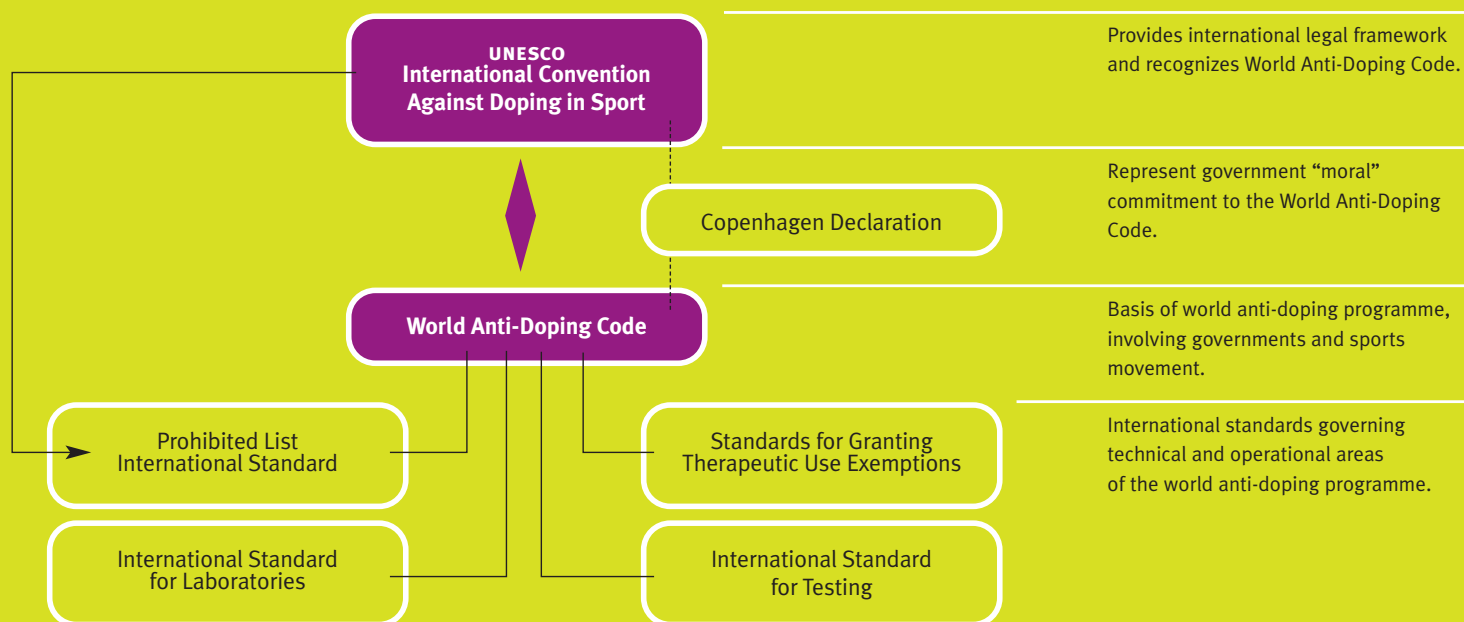 UNESCO
International Convention
Against Doping in Sport
Provides international legal framework
and recognizes World Anti-Doping Code.
Copenhagen Declaration
Represent government “moral”
commitment to the World Anti-Doping
Code.
World Anti-Doping Code
Basis of world anti-doping programme,
involving governments and sports
movement.
Prohibited List
International Standard
Standards for Granting
Therapeutic Use Exemptions
International standards governing
technical and operational areas
of the world anti-doping programme.
International Standard
for Laboratories
International Standard
for Testing